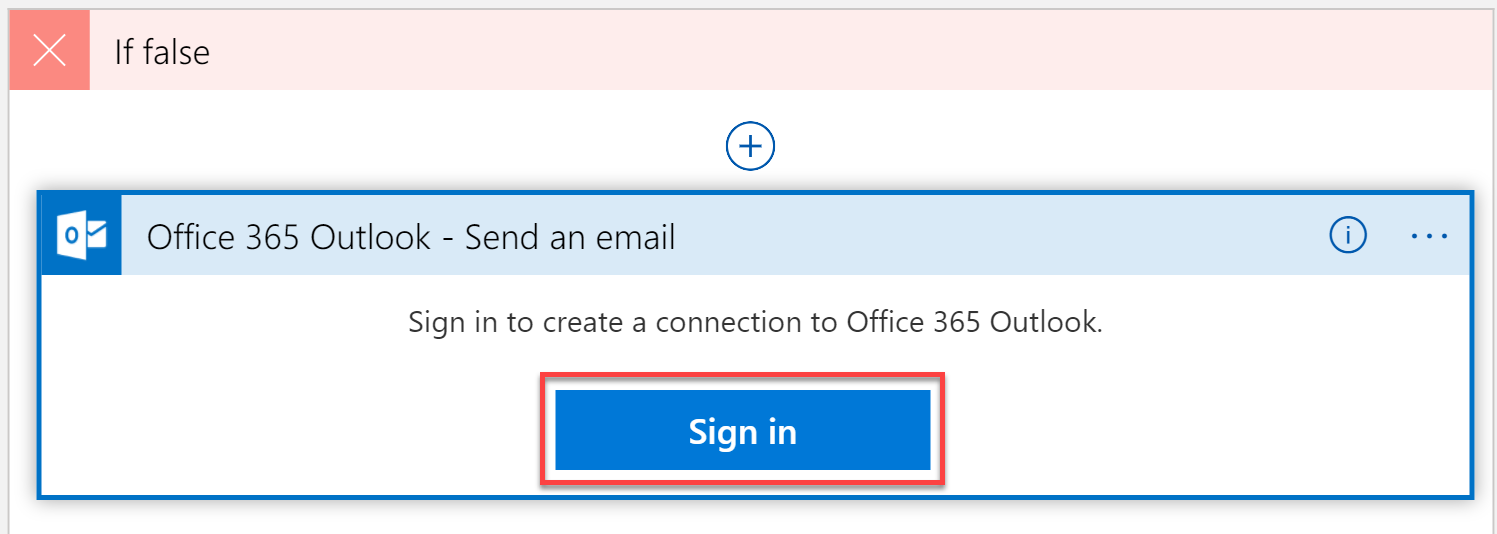 If false
Office 365 Outlook - Send an email
Sign in to create a connection to Office 365 Outlook.
Sign in